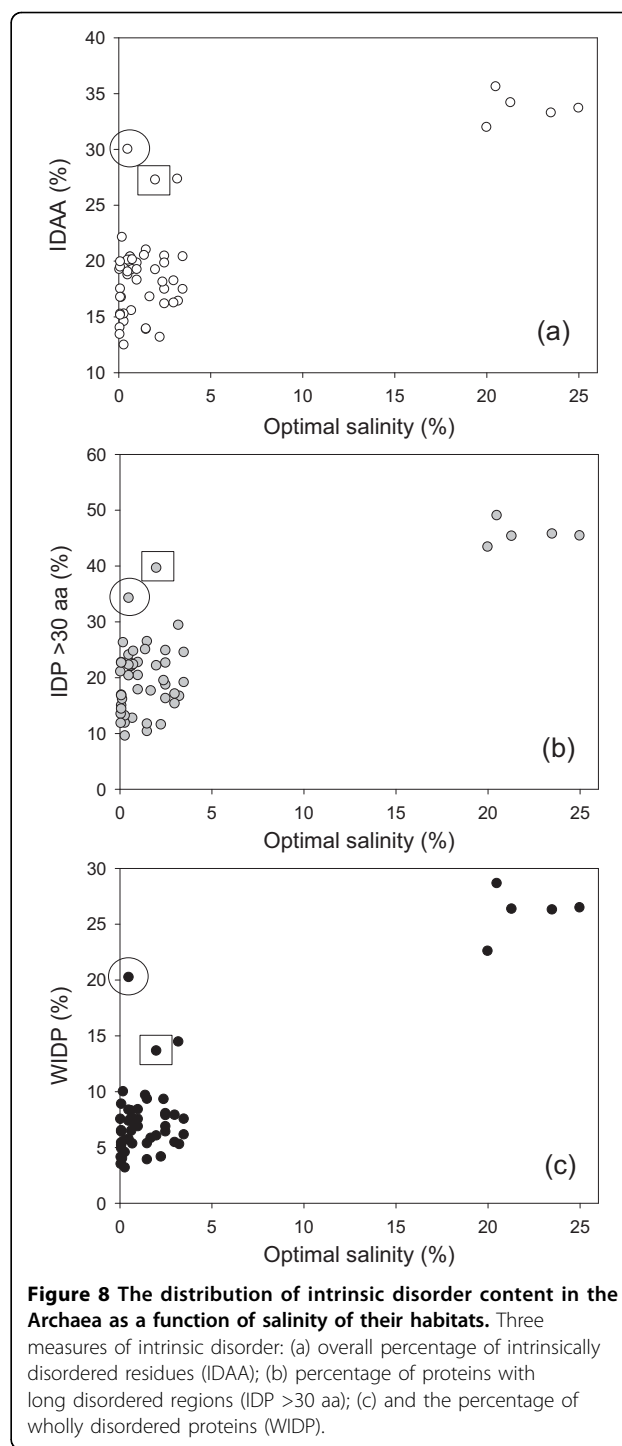 40
35
30
25
20
15
10
IDAA (%)
(a)
0 5 10 15 20 25
Optimal salinity (%)
60
50
40
30
20
10
0
IDP >30 aa (%)
(b)
0 5 10 15 20 25
Optimal salinity (%)
30
25
20
15
10
5
0
WIDP (%)
(c)
0 5 10 15 20 25
Optimal salinity (%)
Figure 8 The distribution of intrinsic disorder content in the
Archaea as a function of salinity of their habitats. Three
measures of intrinsic disorder: (a) overall percentage of intrinsically
disordered residues (IDAA); (b) percentage of proteins with
long disordered regions (IDP >30 aa); (c) and the percentage of
wholly disordered proteins (WIDP).